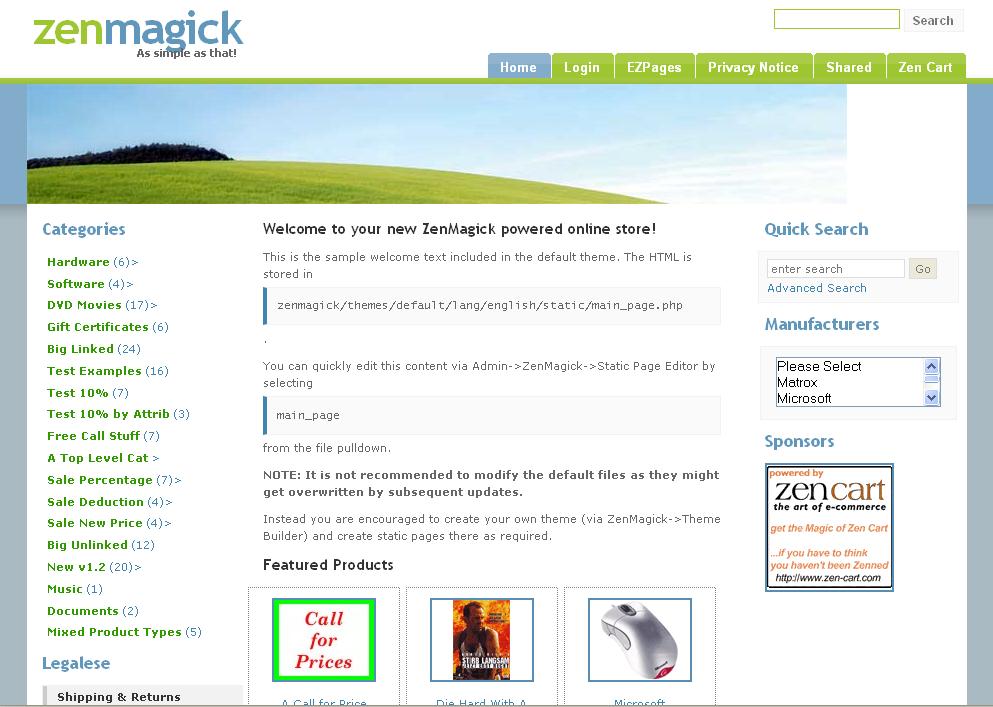 zenmagick
As simple as that!
Search
Home
Login
EZPages
Privacy Notice
Shared
Zen Cart
Categories
Hardware (6)>
Software (4)>
DVD Movies (17)>
Gift Certificates (6)
Big Linked (24)
Test Examples (16)
Test 10% (7)
Test 10% by Attrib (3)
Free Call Stuff (7)
A Top Level Cat >
Sale Percentage (7)>
Sale Deduction (4)>
Sale New Price (4)>
Big Unlinked (12)
New v1.2 (20)>
Music (1)
Documents (2)
Mixed Product Types (5)
Legalese
Shipping & Returns
Welcome to your new ZenMagick powered online store!
This is the sample welcome text included in the default theme. The HTML is
stored in
zenmagick/themes/default/lang/english/static/main_page.php
.
You can quickly edit this content via Admin->ZenMagick->Static Page Editor by
selecting
main_page
from the file pulldown.
NOTE: It is not recommended to modify the default files as they might
get overwritten by subsequent updates.
Instead you are encouraged to create your own theme (via ZenMagick->Theme
Builder) and create static pages there as required.
Featured Products
Call
for
Prices
STIRB LANGSAM
JETZT ERST RECHT
A Call for Price
Die Hard With A
Microsoft
Quick Search
enter search
Go
Advanced Search
Manufacturers
Please Select
Matrox
Microsoft
Sponsors
powered by
zen cart
the art of e-commerce
get the Magic of Zen Cart
...if you have to think
you haven't been Zenned
http://www.zen-cart.com